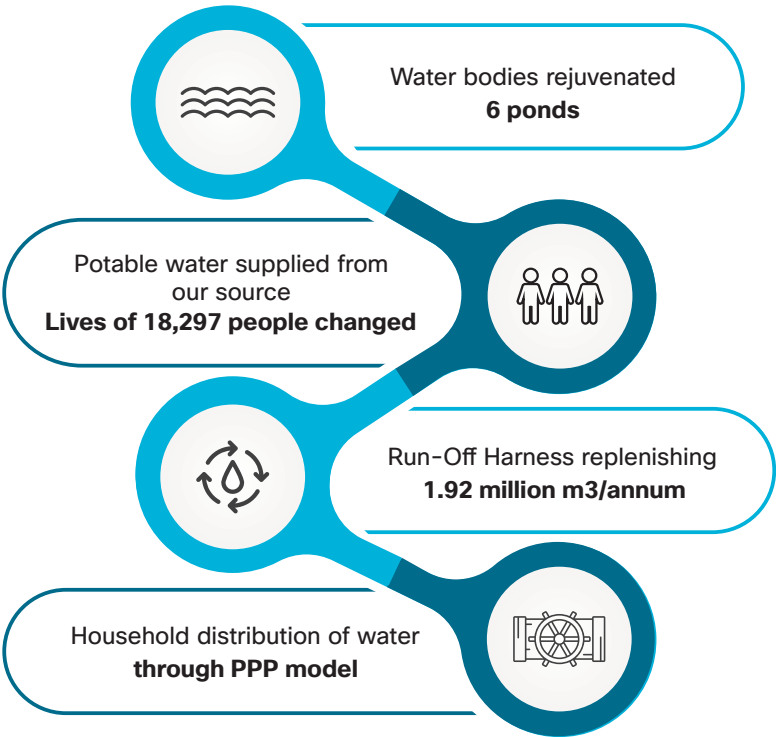 Water bodies rejuvenated
6 ponds
Potable water supplied from
our source
Lives of 18,297 people changed
Run-Off Harness replenishing
1.92 million m3/annum
Household distribution of water
through PPP model